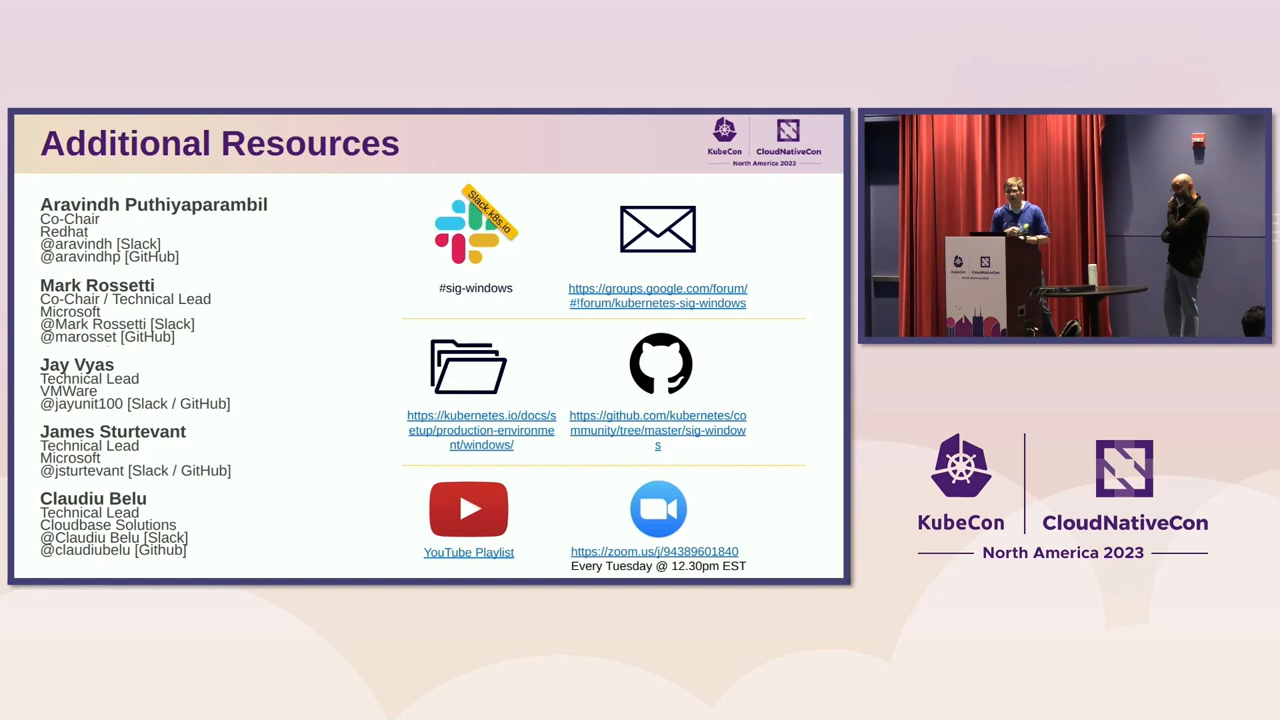 Additional Resources
KubeCon
CloudNativeCon
North America 2023
Aravindh Puthiyaparambil
Co-Chair
Redhat
@aravindh [Slack]
@aravindhp [GitHub]
Mark Rossetti
Co-Chair / Technical Lead
Microsoft
@Mark Rossetti [Slack]
@marosset [GitHub]
Jay Vyas
Technical Lead
VMWare
@jayunit100 [Slack / GitHub]
James Sturtevant
Technical Lead
Microsoft
@jsturtevant [Slack / GitHub]
Claudiu Belu
Technical Lead
Cloudbase Solutions
@Claudiu Belu [Slack]
@claudiubelu [Github]
Slack.k8s.io
#sig-windows
https://groups.google.com/forum/
#!forum/kubernetes-sig-windows
https://kubernetes.io/docs/s
etup/production-environme
nt/windows/
https://github.com/kubernetes/co
mmunity/tree/master/sig-window
s
YouTube Playlist
https://zoom.us/j/94389601840
Every Tuesday @ 12.30pm EST
KubeCon
CloudNativeCon
KubeCon
CloudNativeCon
North America 2023